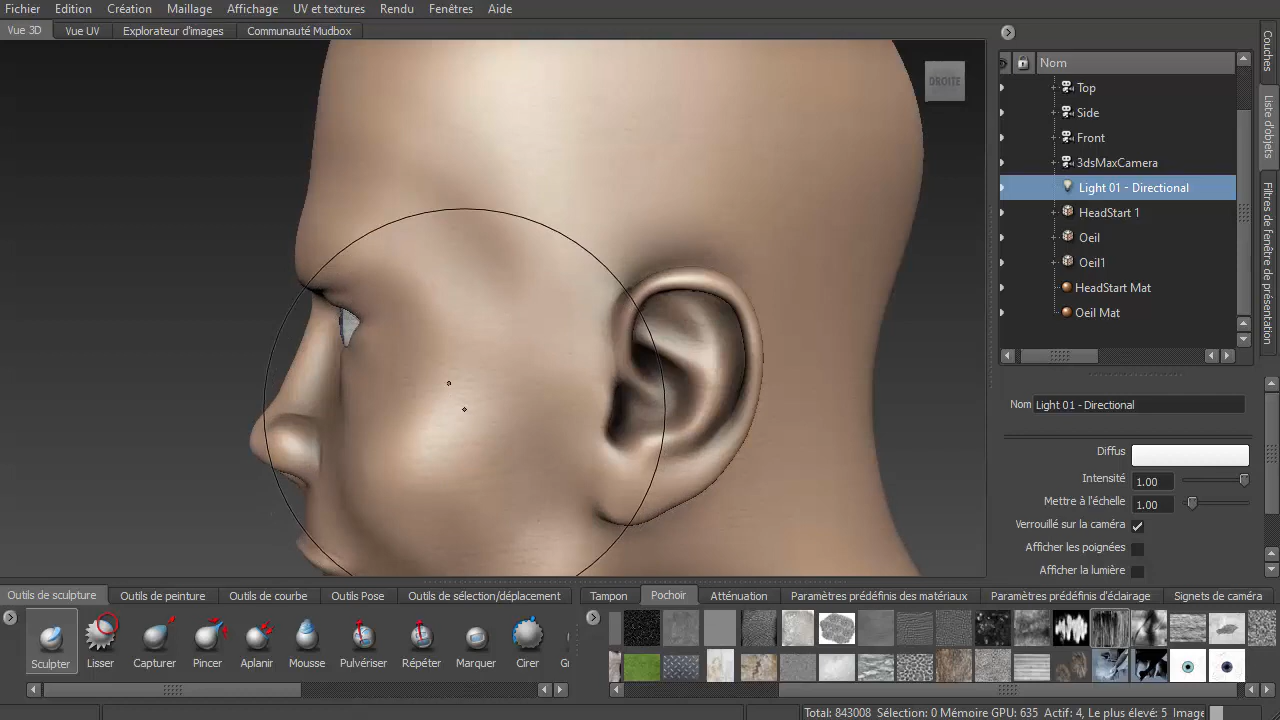 Fichier Edition Création Maillage Affichage UV et textures Rendu Fenêtres Aide
Vue 3D Vue UV Explorateur d'images Communauté Mudbox
DROITE
Nom
Top
Side
Front
3dsMaxCamera
Light 01 - Directional
HeadStart 1
Oeil
Oeil1
HeadStart Mat
Oeil Mat
Couches
Liste d'objets
Filtres de fenêtre de présentation
Nom Light 01 - Directional
Diffus
Intensité 1.00
Mettre à l'échelle 1.00
Verrouillé sur la caméra
Afficher les poignées
Afficher la lumière
Outils de sculpture Outils de peinture Outils de courbe Outils Pose Outils de sélection/déplacement
Sculpter Lisser Capturer Pincer Aplanir Mousse Pulvériser Répéter Marquer Cirer
Tampon Pochoir Atténuation Paramètres prédéfinis des matériaux Paramètres prédéfinis d'éclairage Signets de caméra
Total: 843008 Sélection: 0 Mémoire GPU: 635 Actif: 4, Le plus élevé: 5 Image